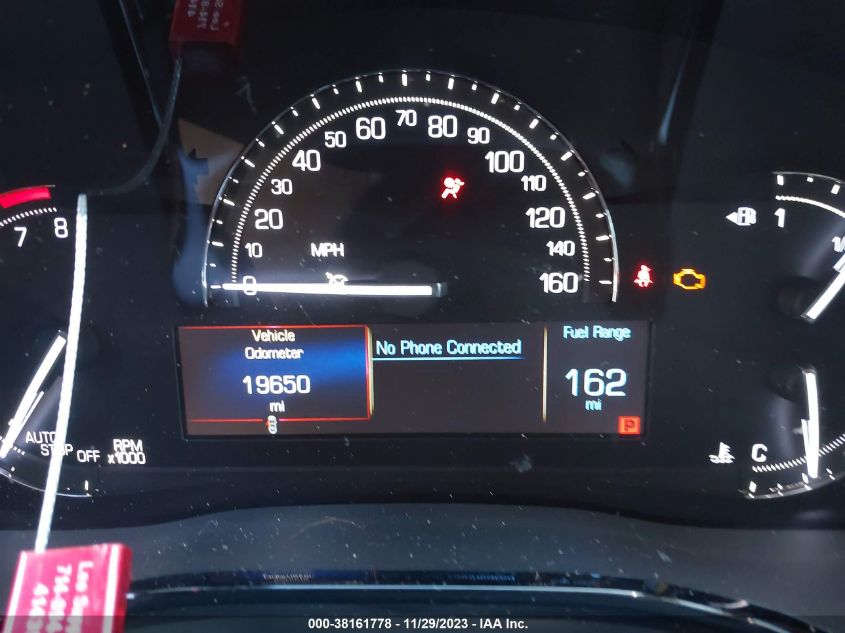 0
10
20
30
40
50
60
70
80
90
100
110
120
140
160
MPH
7
8
AUTO
STOP
OFF
RPM
x1000
1
Vehicle
Odometer
19650
mi
No Phone Connected
Fuel Range
162
mi
P
C
000-38161778 - 11/29/2023 - IAA Inc.